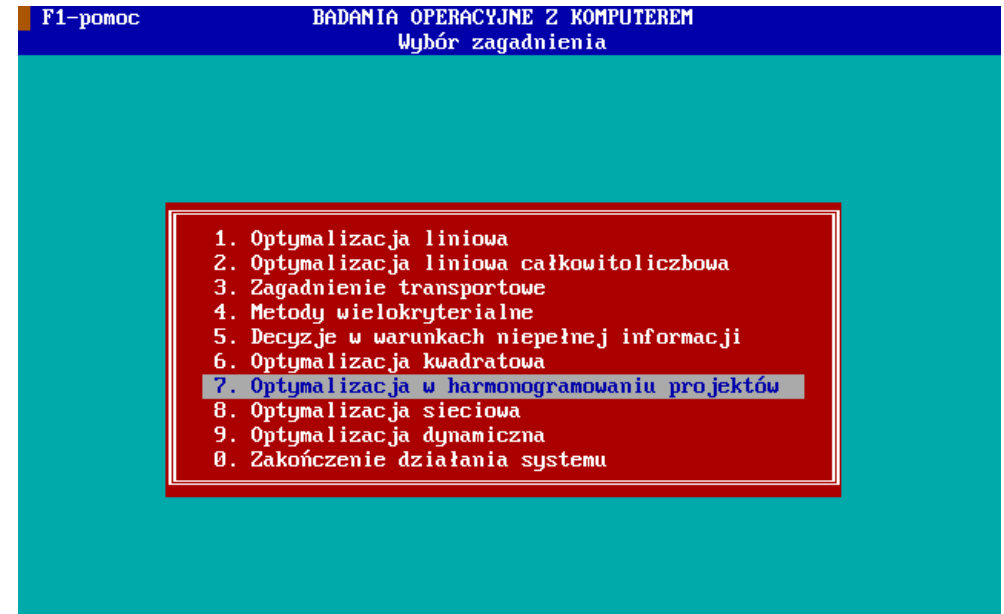 F1-pomoc BADANIA OPERACYJNE Z KOMPUTEREM
Wybór zagadnienia
1. Optymalizacja liniowa
2. Optymalizacja liniowa całkowitoliczbowa
3. Zagadnienie transportowe
4. Metody wielokryterialne
5. Decyzje w warunkach niepełnej informacji
6. Optymalizacja kwadratowa
7. Optymalizacja w harmonogramowaniu projektów
8. Optymalizacja sieciowa
9. Optymalizacja dynamiczna
0. Zakończenie działania systemu